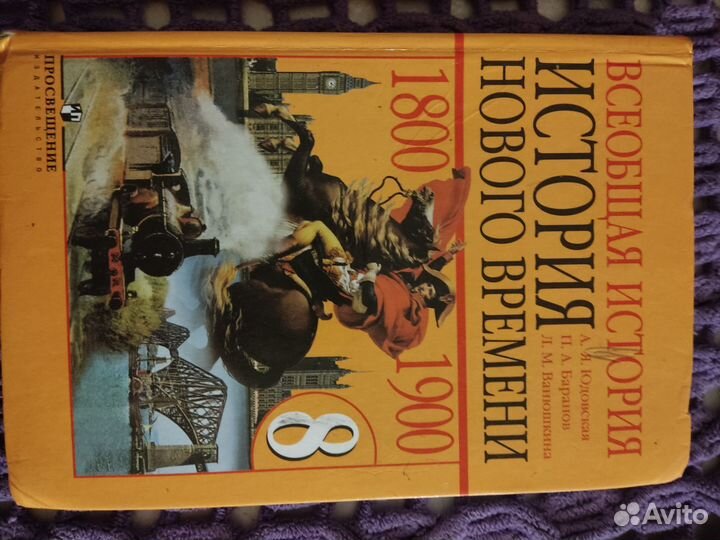 ВСЕОБЩАЯ ИСТОРИЯ
ИСТОРИЯ
НОВОГО ВРЕМЕНИ
А. Я. Юдовская
П. А. Баранов
Л. М. Ванюшкина
1800
1900
8
ПРОСВЕЩЕНИЕ
ИЗДАТЕЛЬСТВО
Avito